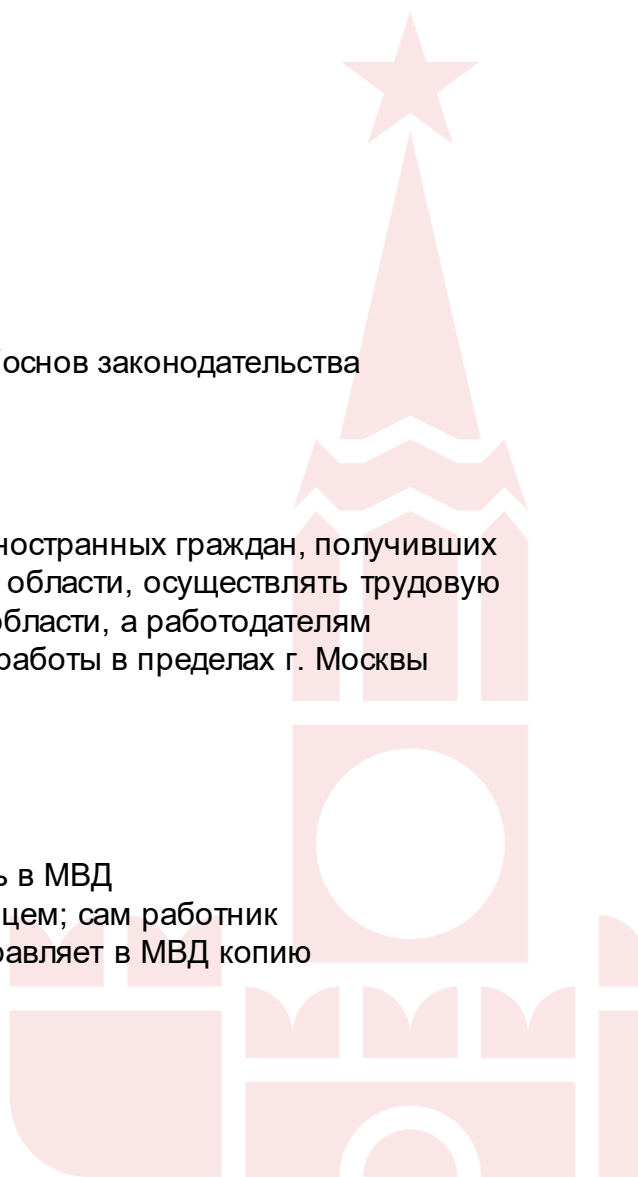 основ законодательства
ностранных граждан, получивших
области, осуществлять трудовую
области, а работодателям
работы в пределах г. Москвы
ь в МВД
цем; сам работник
равляет в МВД копию